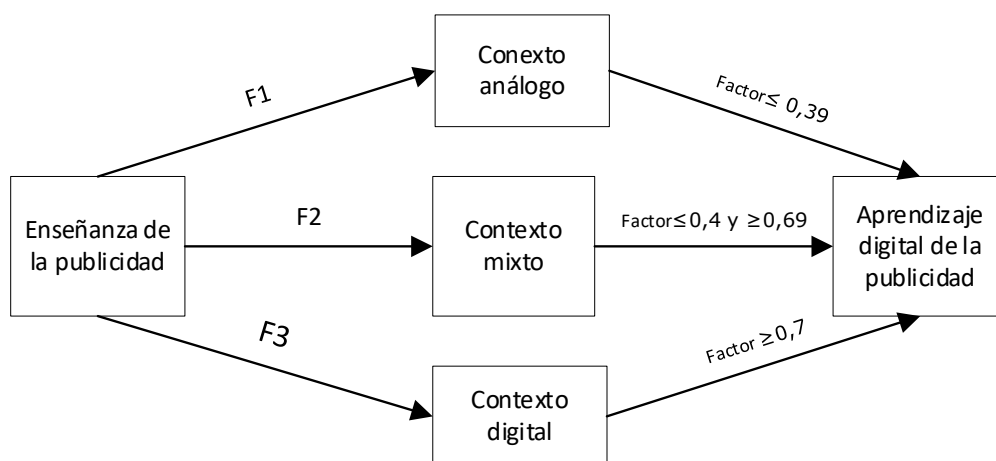 Conexto
análogo
F1
Factor≤ 0,39
Enseñanza de
la publicidad
F2
Contexto
mixto
Factor≤0,4 y ≥0,69
Aprendizaje
digital de la
publicidad
F3
Factor ≥0,7
Contexto
digital